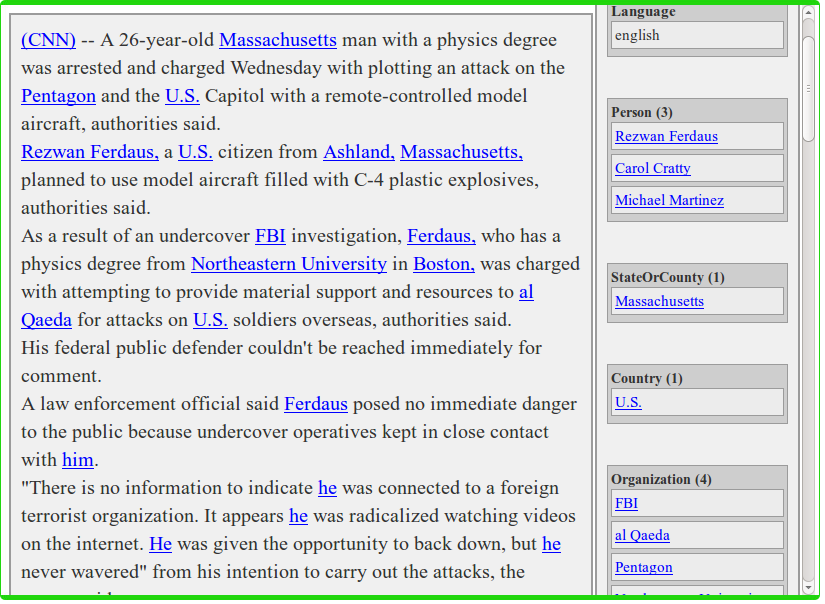 (CNN) -- A 26-year-old Massachusetts man with a physics degree
was arrested and charged Wednesday with plotting an attack on the
Pentagon and the U.S. Capitol with a remote-controlled model
aircraft, authorities said.
Rezwan Ferdaus, a U.S. citizen from Ashland, Massachusetts,
planned to use model aircraft filled with C-4 plastic explosives,
authorities said.
As a result of an undercover FBI investigation, Ferdaus, who has a
physics degree from Northeastern University in Boston, was charged
with attempting to provide material support and resources to al
Qaeda for attacks on U.S. soldiers overseas, authorities said.
His federal public defender couldn't be reached immediately for
comment.
A law enforcement official said Ferdaus posed no immediate danger
to the public because undercover operatives kept in close contact
with him.
"There is no information to indicate he was connected to a foreign
terrorist organization. It appears he was radicalized watching videos
on the internet. He was given the opportunity to back down, but he
never wavered" from his intention to carry out the attacks, the
Language
english
Person (3)
Rezwan Ferdaus
Carol Cratty
Michael Martinez
StateOrCounty (1)
Massachusetts
Country (1)
U.S.
Organization (4)
FBI
al Qaeda
Pentagon